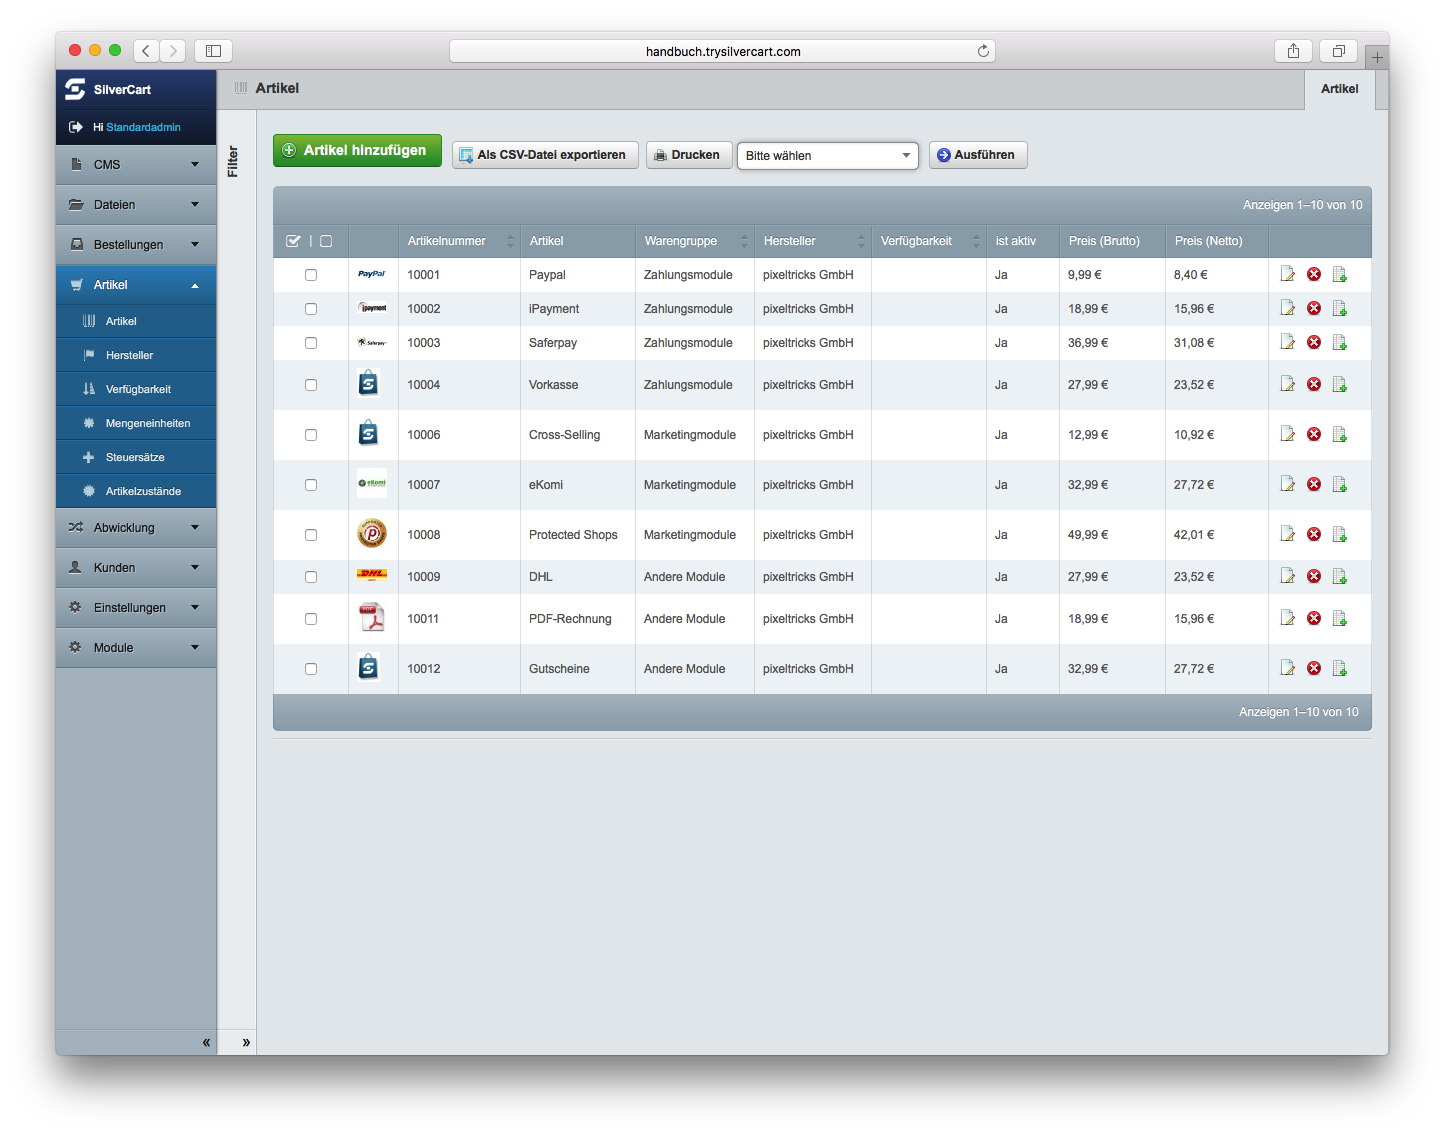 handbuch.trysilvercart.com
SilverCart
Artikel
Artikel
Hi Standardadmin
CMS
Dateien
Bestellungen
Artikel
Artikel
Hersteller
Verfügbarkeit
Mengeneinheiten
Steuersätze
Artikelzustände
Abwicklung
Kunden
Einstellungen
Module
«
Filter
»
Artikel hinzufügen Als CSV-Datei exportieren Drucken Bitte wählen Ausführen
Anzeigen 1–10 von 10
| Artikelnummer Artikel Warengruppe Hersteller Verfügbarkeit ist aktiv Preis (Brutto) Preis (Netto)
PayPal 10001 Paypal Zahlungsmodule pixeltricks GmbH Ja 9,99 € 8,40 €
ipayment 10002 iPayment Zahlungsmodule pixeltricks GmbH Ja 18,99 € 15,96 €
Saferpay 10003 Saferpay Zahlungsmodule pixeltricks GmbH Ja 36,99 € 31,08 €
10004 Vorkasse Zahlungsmodule pixeltricks GmbH Ja 27,99 € 23,52 €
10006 Cross-Selling Marketingmodule pixeltricks GmbH Ja 12,99 € 10,92 €
eKomi 10007 eKomi Marketingmodule pixeltricks GmbH Ja 32,99 € 27,72 €
10008 Protected Shops Marketingmodule pixeltricks GmbH Ja 49,99 € 42,01 €
DHL 10009 DHL Andere Module pixeltricks GmbH Ja 27,99 € 23,52 €
PDF 10011 PDF-Rechnung Andere Module pixeltricks GmbH Ja 18,99 € 15,96 €
10012 Gutscheine Andere Module pixeltricks GmbH Ja 32,99 € 27,72 €
Anzeigen 1–10 von 10